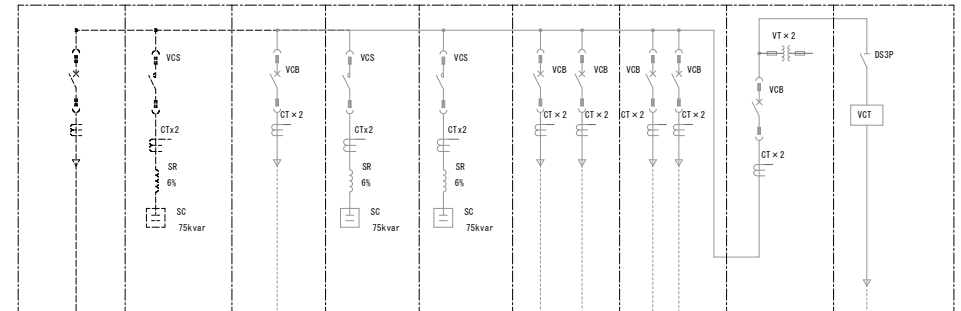 VT × 2
DS3P
VCS
VCS
VCS
VCB
VCB
VCB
VCB
VCB
VCB
VCT
CTx2
CT × 2
CTx2
CTx2
CT × 2
CT × 2
CT × 2
CT × 2
CT × 2
SR
6%
SR
6%
SR
6%
SC
75kvar
SC
75kvar
SC
75kvar